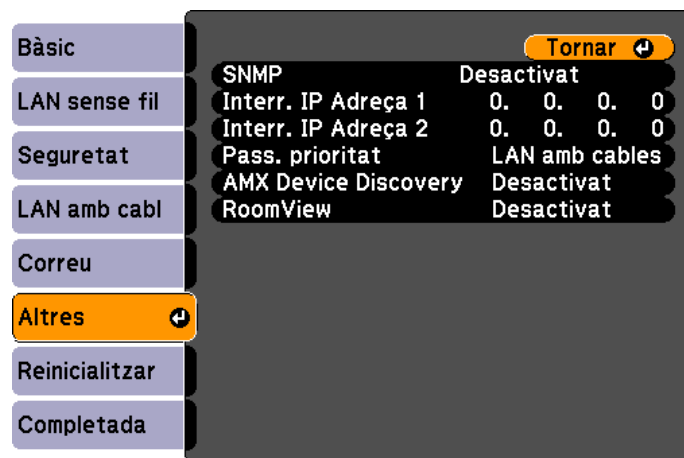 Bàsic
LAN sense fil
Seguretat
LAN amb cabl
Correu
Altres
Reinicialitzar
Completada
Tornar
SNMP Desactivat
Interr. IP Adreça 1 0. 0. 0. 0
Interr. IP Adreça 2 0. 0. 0. 0
Pass. prioritat LAN amb cables
AMX Device Discovery Desactivat
RoomView Desactivat